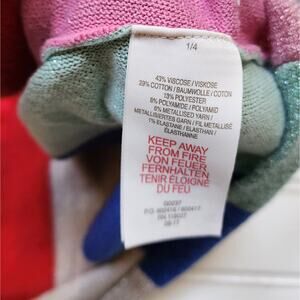 1/4
43% VISCOSE / VISKOSE
29% COTTON / BAUMWOLLE / COTON
13% POLYESTER
8% POLYAMIDE / POLYAMID
6% METALLISED YARN /
METALLISIERTES GARN / FIL METALLISÉ
1% ELASTANE / ELASTHAN /
ÉLASTHANNE
KEEP AWAY
FROM FIRE
VON FEUER
FERNHALTEN
TENIR ÉLOIGNÉ
DU FEU